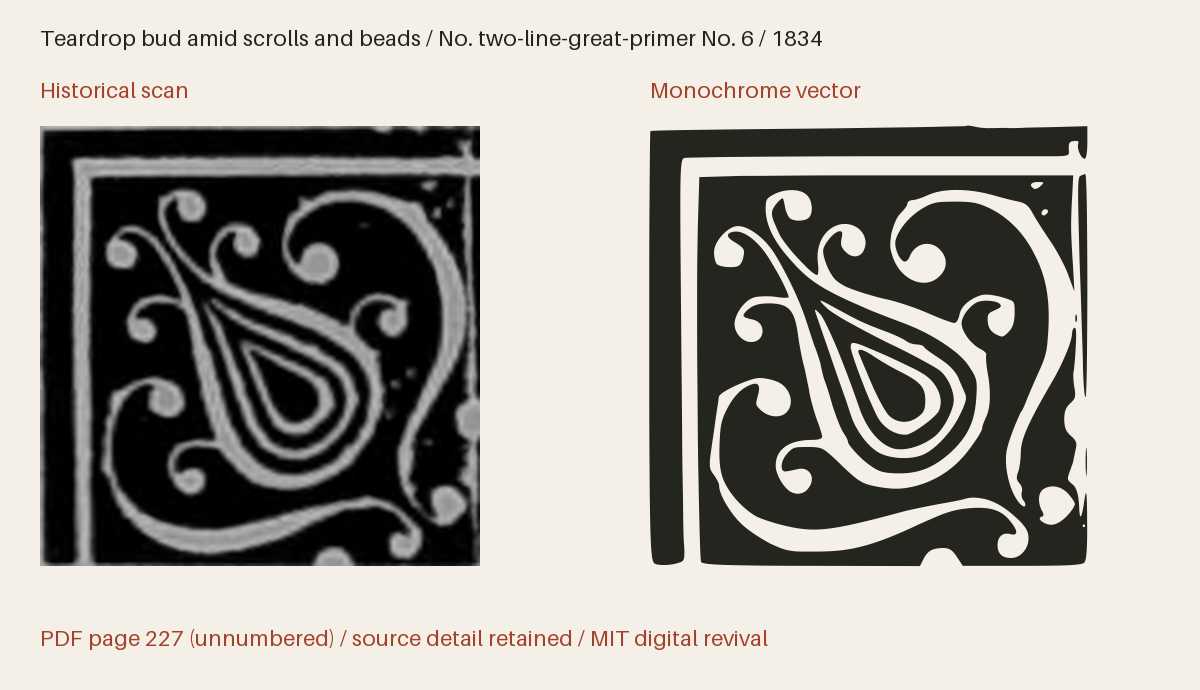 Teardrop bud amid scrolls and beads / No. two-line-great-primer No. 6 / 1834
Historical scan
Monochrome vector
PDF page 227 (unnumbered) / source detail retained / MIT digital revival